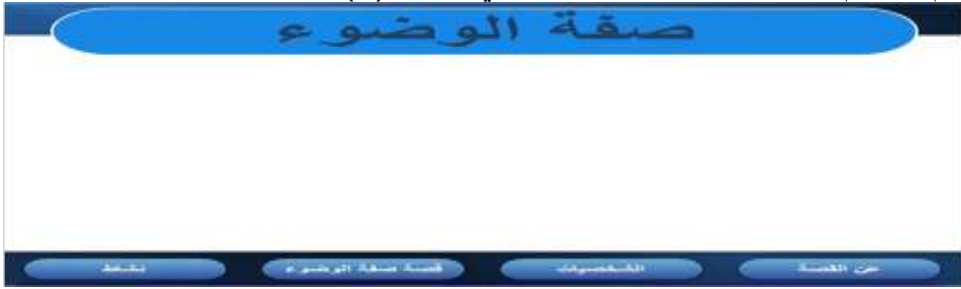 صفة الوضوء
عن القصة
الشخصيات
قصة صفة الوضوء
نشاط